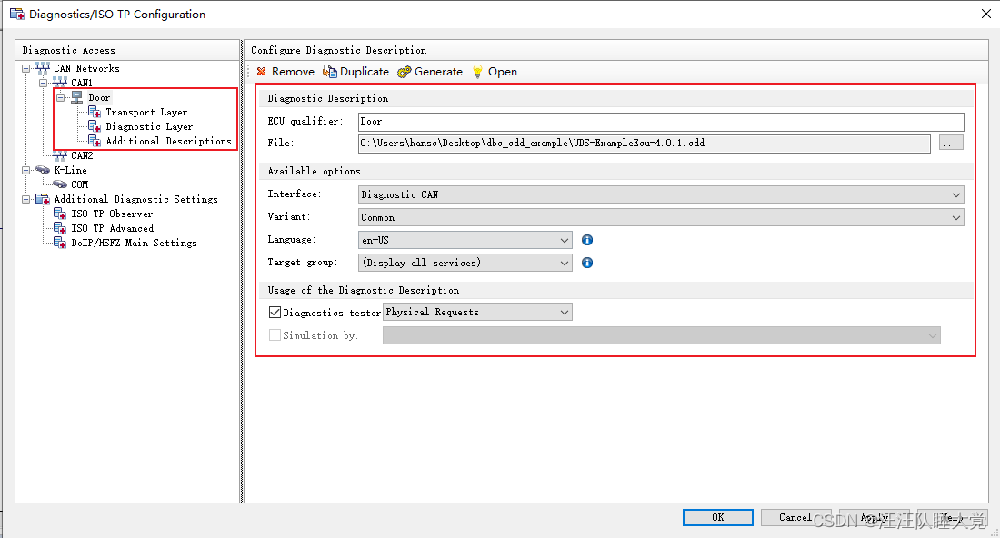 Diagnostics/ISO TP Configuration
Diagnostic Access
CAN Networks
CAN1
Door
Transport Layer
Diagnostic Layer
Additional Descriptions
CAN2
K-Line
COM
Additional Diagnostic Settings
ISO TP Observer
ISO TP Advanced
DoIP/HSFZ Main Settings
Configure Diagnostic Description
Remove Duplicate Generate Open
Diagnostic Description
ECU qualifier: Door
File: C:\Users\hansc\Desktop\dbc_cdd_example\UDS-ExampleEcu-4.0.1.cdd ...
Available options
Interface: Diagnostic CAN
Variant: Common
Language: en-US
Target group: (Display all services)
Usage of the Diagnostic Description
Diagnostics tester Physical Requests
Simulation by:
OK Cancel Apply Help
CSDN @汪汪队睡大觉